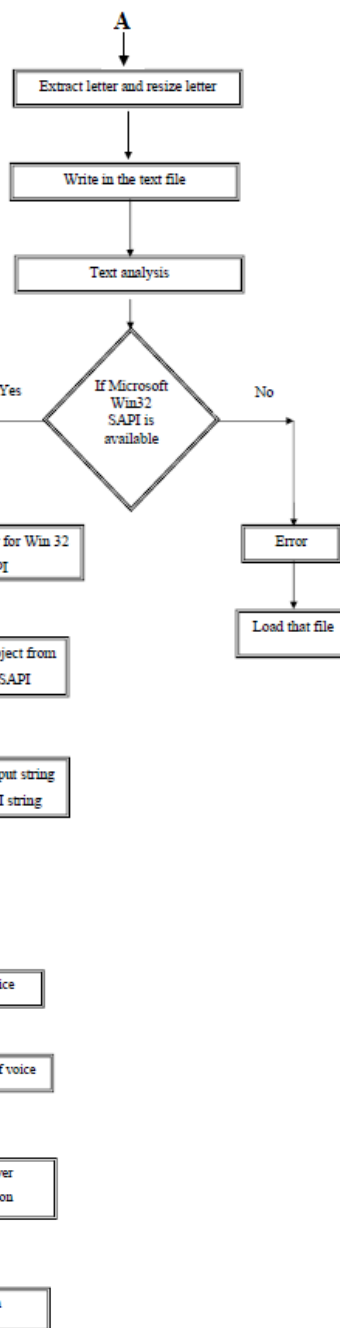 A
Extract letter and resize letter
Write in the text file
Text analysis
If Microsoft
Win32
SAPI is
available
Yes
No
for Win 32
Error
Load that file
from
SAPI
string
string
of voice